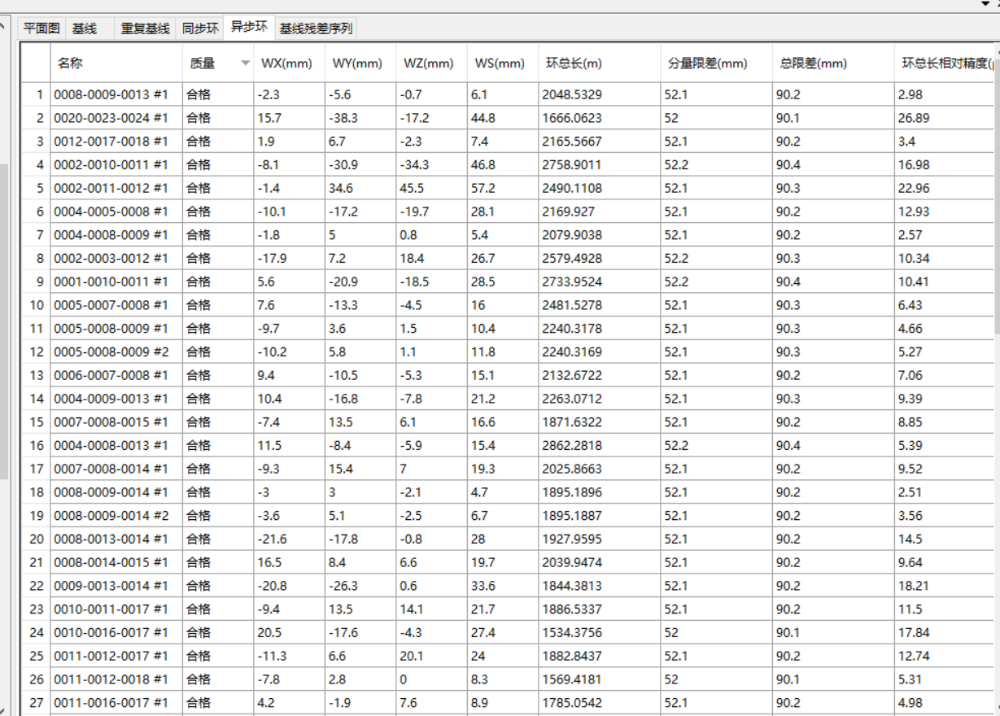 平面图 基线 重复基线 同步环 异步环 基线残差序列
名称 质量 WX(mm) WY(mm) WZ(mm) WS(mm) 环总长(m) 分量限差(mm) 总限差(mm) 环总长相对精度(
1 0008-0009-0013 #1 合格 -2.3 -5.6 -0.7 6.1 2048.5329 52.1 90.2 2.98
2 0020-0023-0024 #1 合格 15.7 -38.3 -17.2 44.8 1666.0623 52 90.1 26.89
3 0012-0017-0018 #1 合格 1.9 6.7 -2.3 7.4 2165.5667 52.1 90.2 3.4
4 0002-0010-0011 #1 合格 -8.1 -30.9 -34.3 46.8 2758.9011 52.2 90.4 16.98
5 0002-0011-0012 #1 合格 -1.4 34.6 45.5 57.2 2490.1108 52.1 90.3 22.96
6 0004-0005-0008 #1 合格 -10.1 -17.2 -19.7 28.1 2169.927 52.1 90.2 12.93
7 0004-0008-0009 #1 合格 -1.8 5 0.8 5.4 2079.9038 52.1 90.2 2.57
8 0002-0003-0012 #1 合格 -17.9 7.2 18.4 26.7 2579.4928 52.2 90.3 10.34
9 0001-0010-0011 #1 合格 5.6 -20.9 -18.5 28.5 2733.9524 52.2 90.4 10.41
10 0005-0007-0008 #1 合格 7.6 -13.3 -4.5 16 2481.5278 52.1 90.3 6.43
11 0005-0008-0009 #1 合格 -9.7 3.6 1.5 10.4 2240.3178 52.1 90.3 4.66
12 0005-0008-0009 #2 合格 -10.2 5.8 1.1 11.8 2240.3169 52.1 90.3 5.27
13 0006-0007-0008 #1 合格 9.4 -10.5 -5.3 15.1 2132.6722 52.1 90.2 7.06
14 0004-0009-0013 #1 合格 10.4 -16.8 -7.8 21.2 2263.0712 52.1 90.3 9.39
15 0007-0008-0015 #1 合格 -7.4 13.5 6.1 16.6 1871.6322 52.1 90.2 8.85
16 0004-0008-0013 #1 合格 11.5 -8.4 -5.9 15.4 2862.2818 52.2 90.4 5.39
17 0007-0008-0014 #1 合格 -9.3 15.4 7 19.3 2025.8663 52.1 90.2 9.52
18 0008-0009-0014 #1 合格 -3 3 -2.1 4.7 1895.1896 52.1 90.2 2.51
19 0008-0009-0014 #2 合格 -3.6 5.1 -2.5 6.7 1895.1887 52.1 90.2 3.56
20 0008-0013-0014 #1 合格 -21.6 -17.8 -0.8 28 1927.9595 52.1 90.2 14.5
21 0008-0014-0015 #1 合格 16.5 8.4 6.6 19.7 2039.9474 52.1 90.2 9.64
22 0009-0013-0014 #1 合格 -20.8 -26.3 0.6 33.6 1844.3813 52.1 90.2 18.21
23 0010-0011-0017 #1 合格 -9.4 13.5 14.1 21.7 1886.5337 52.1 90.2 11.5
24 0010-0016-0017 #1 合格 20.5 -17.6 -4.3 27.4 1534.3756 52 90.1 17.84
25 0011-0012-0017 #1 合格 -11.3 6.6 20.1 24 1882.8437 52.1 90.2 12.74
26 0011-0012-0018 #1 合格 -7.8 2.8 0 8.3 1569.4181 52 90.1 5.31
27 0011-0016-0017 #1 合格 4.2 -1.9 7.6 8.9 1785.0542 52.1 90.2 4.98